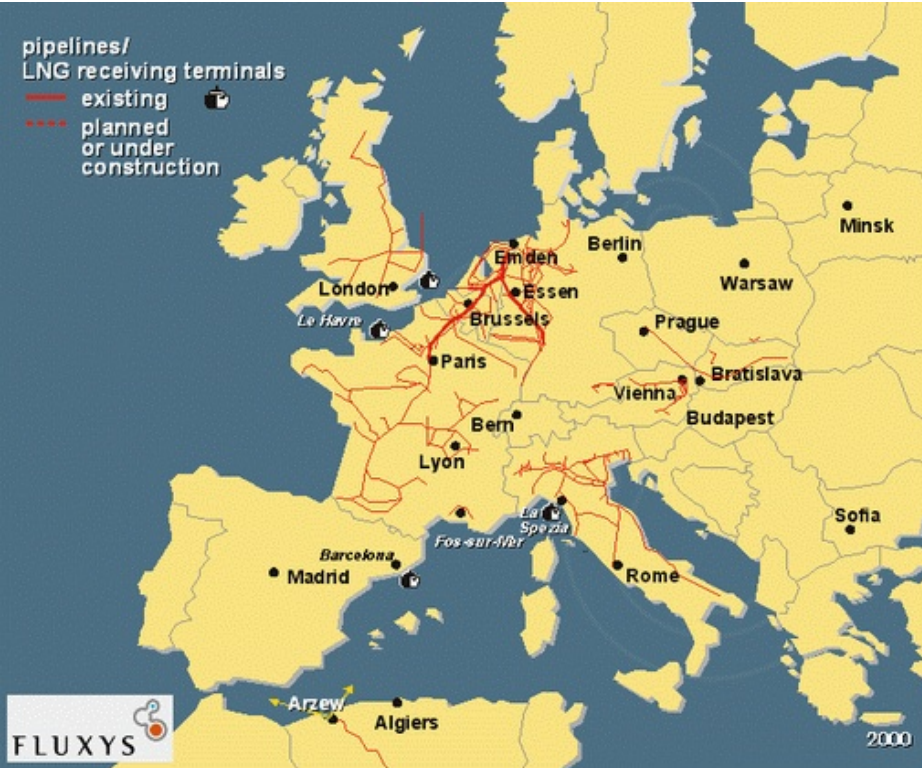 pipelines/
LNG receiving terminals
existing
planned
or under
construction
Minsk
Berlin
Emden
Warsaw
London
Essen
Le Havre
Brussels
Prague
Paris
Bratislava
Vienna
Budapest
Bern
Lyon
La
Spezia
Sofia
Fos-sur-Mer
Barcelona
Madrid
Rome
Arzew
Algiers
FLUXYS
2000